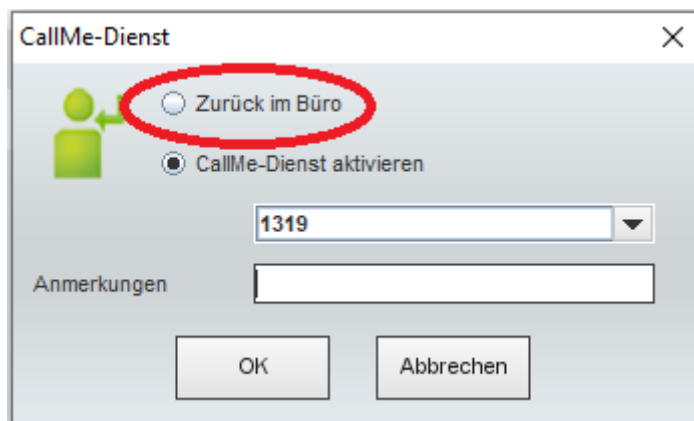 CallMe-Dienst
Zurück im Büro
CallMe-Dienst aktivieren
1319
Anmerkungen
OK
Abbrechen